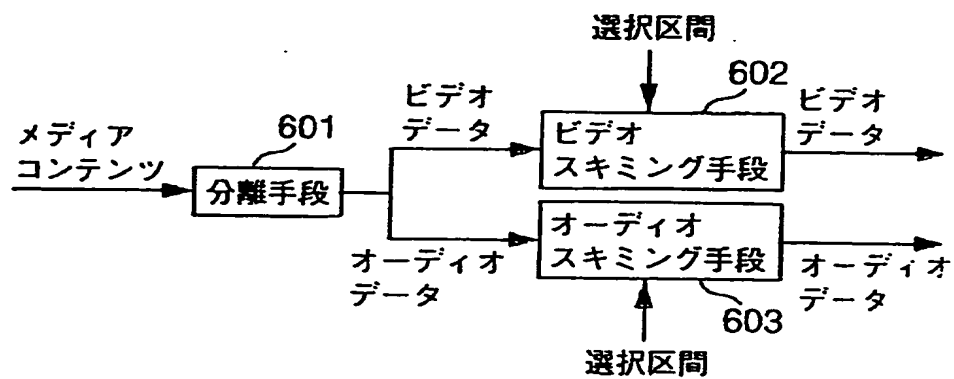 選択区間
602
ビデオ
データ
ビデオ
スキミング手段
ビデオ
データ
メディア
コンテンツ
601
分離手段
オーディオ
データ
オーディオ
スキミング手段
オーディオ
データ
603
選択区間